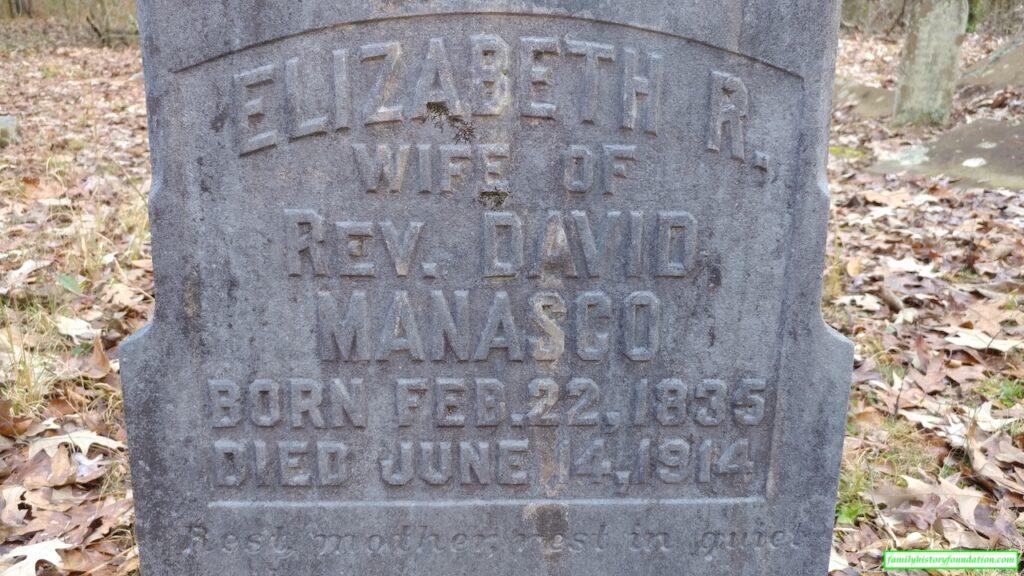 ELIZABETH R.
WIFE OF
REV. DAVID
MANASCO
BORN FEB. 22, 1835
DIED JUNE 14, 1914
Rest, mother, rest in quiet
familyhistoryfoundation.com